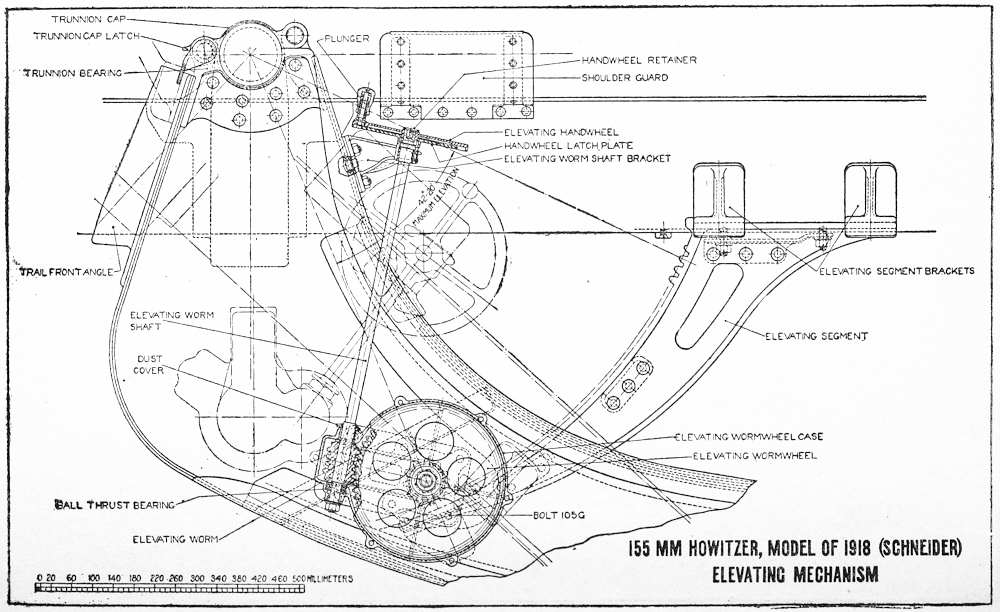 TRUNNION CAP
TRUNNION CAP LATCH
TRUNNION BEARING
PLUNGER
HANDWHEEL RETAINER
SHOULDER GUARD
ELEVATING HANDWHEEL
HANDWHEEL LATCH PLATE
ELEVATING WORM SHAFT BRACKET
42° 20'
MAXIMUM ELEVATION
TRAIL FRONT ANGLE
ELEVATING SEGMENT BRACKETS
ELEVATING WORM
SHAFT
ELEVATING SEGMENT
DUST
COVER
ELEVATING WORMWHEEL CASE
ELEVATING WORMWHEEL
BALL THRUST BEARING
BOLT 105G
ELEVATING WORM
155 MM HOWITZER, MODEL OF 1918 (SCHNEIDER)
ELEVATING MECHANISM
0 20 60 100 140 180 220 260 300 340 380 420 460 500 MILLIMETERS